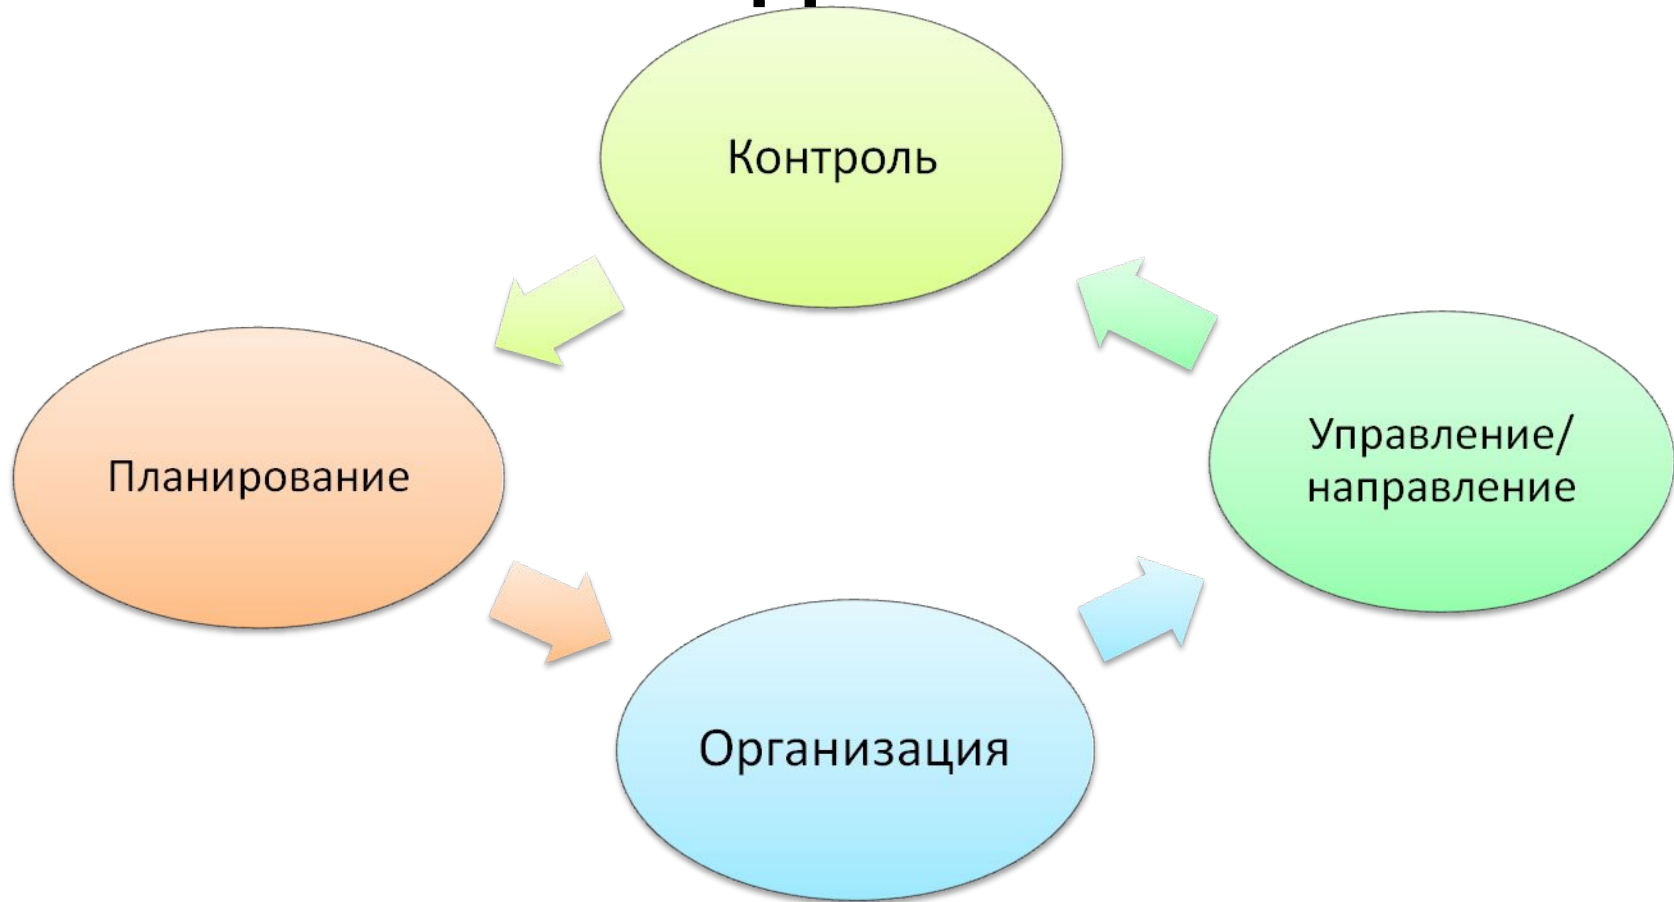 Контроль
Планирование
Управление/
направление
Организация